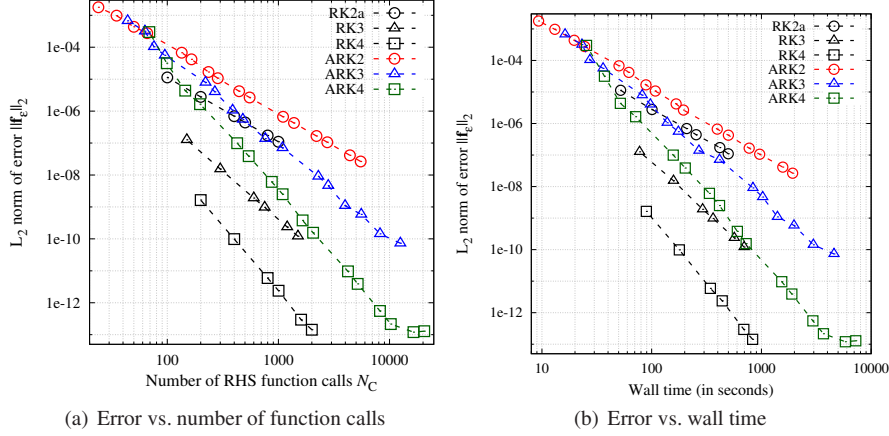 RK2a
RK3
RK4
ARK2
ARK3
ARK4
1e-04
1e-06
1e-08
1e-10
1e-12
L2 norm of error ||fε||2
100
1000
10000
Number of RHS function calls NC
(a) Error vs. number of function calls
RK2a
RK3
RK4
ARK2
ARK3
ARK4
1e-04
1e-06
1e-08
1e-10
1e-12
L2 norm of error ||fε||2
10
100
1000
10000
Wall time (in seconds)
(b) Error vs. wall time